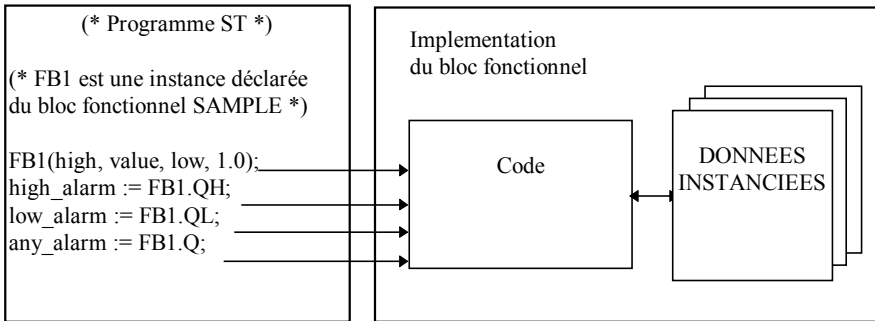 (* Programme ST *)
(* FB1 est une instance déclarée
du bloc fonctionnel SAMPLE *)
FB1(high, value, low, 1.0);
high_alarm := FB1.QH;
low_alarm := FB1.QL;
any_alarm := FB1.Q;
Implementation
du bloc fonctionnel
Code
DONNEES
INSTANCIEES